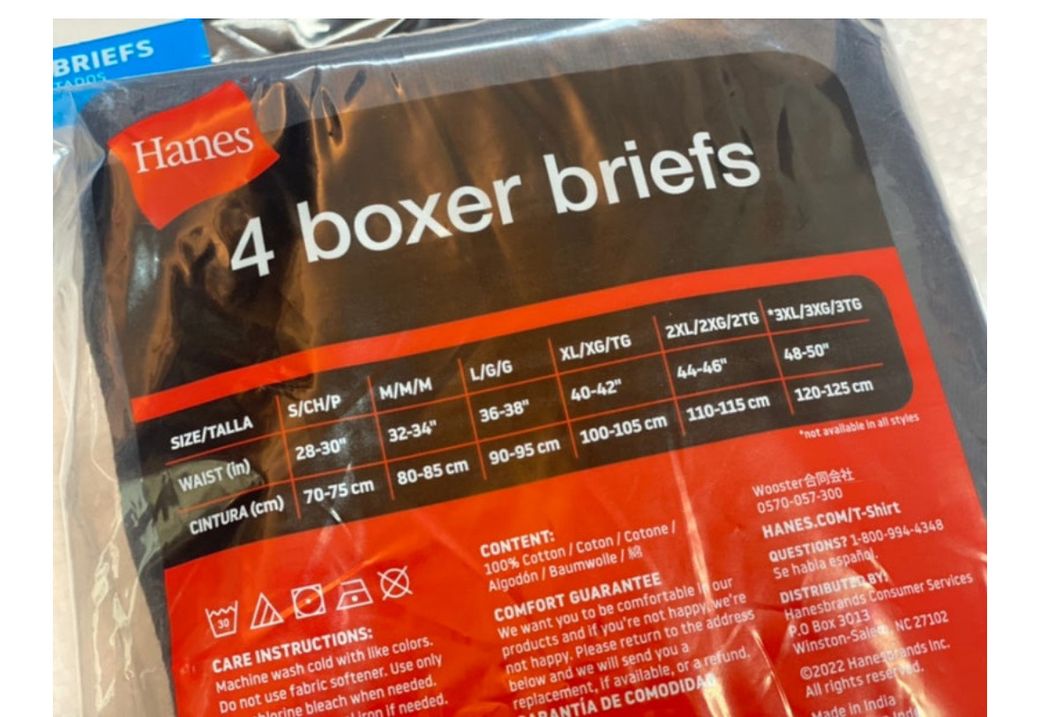 BRIEFS
Hanes
4 boxer briefs
SIZE/TALLA S/CH/P M/M/M L/G/G XL/XG/TG 2XL/2XG/2TG *3XL/3XG/3TG
WAIST (in) 28-30" 32-34" 36-38" 40-42" 44-46" 48-50"
CINTURA (cm) 70-75 cm 80-85 cm 90-95 cm 100-105 cm 110-115 cm 120-125 cm
*not available in all styles
30
CARE INSTRUCTIONS:
Machine wash cold with like colors.
Do not use fabric softener. Use only
bleach when needed.
iron if needed.
CONTENT:
100% Cotton / Coton / Cotone /
Algodón / Baumwolle / 綿
COMFORT GUARANTEE
We want you to be comfortable in our
products and if you're not happy, we're
not happy. Please return to the address
below and we will send you a
replacement, if available, or a refund.
GARANTÍA DE COMODIDAD
Wooster合同会社
0570-057-300
HANES.COM/T-Shirt
QUESTIONS? 1-800-994-4348
Se habla español.
DISTRIBUTED BY:
Hanesbrands Consumer Services
P.O Box 3013
Winston-Salem, NC 27102
©2022 Hanesbrands Inc.
All rights reserved.
Made in India